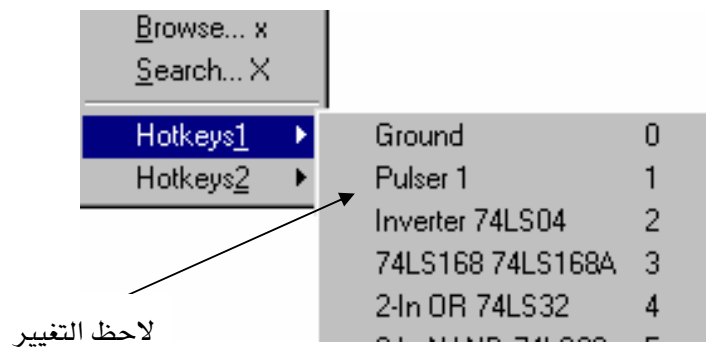 Browse... x
Search... X
Hotkeys1
Hotkeys2
Ground 0
Pulser 1 1
Inverter 74LS04 2
74LS168 74LS168A 3
2-In OR 74LS32 4
لاحظ التغيير